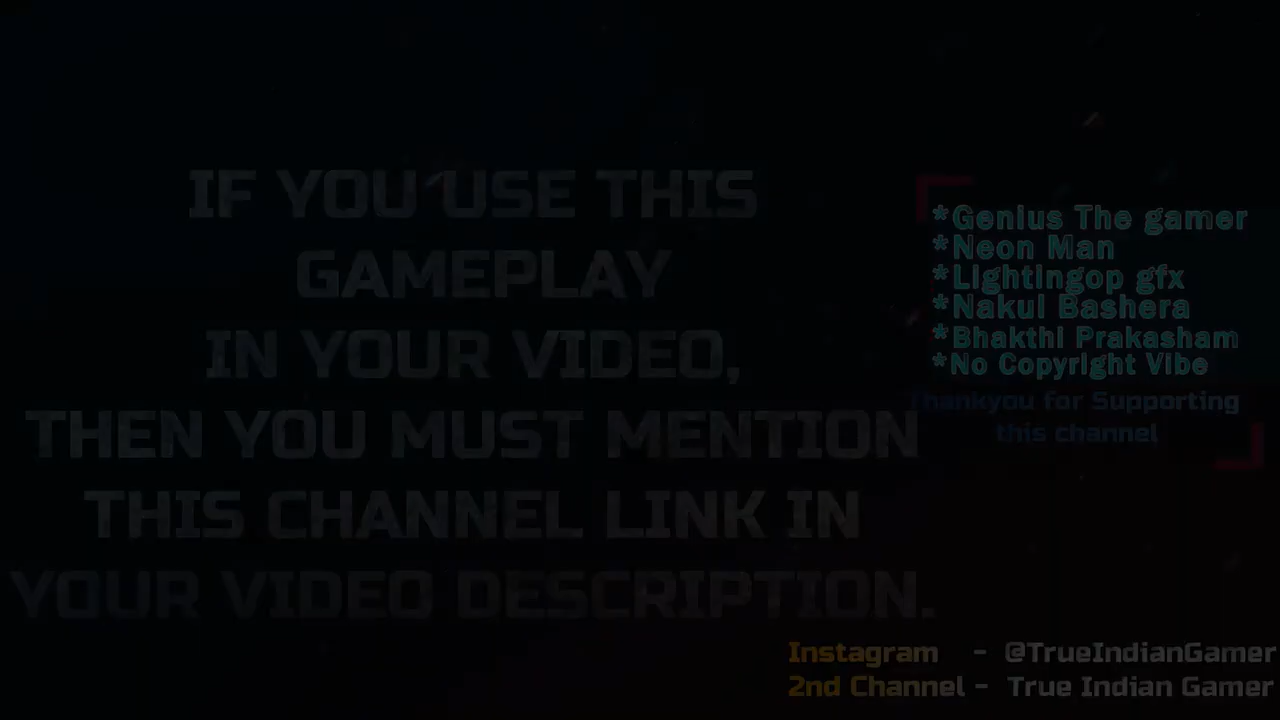 IF YOU USE THIS
GAMEPLAY
IN YOUR VIDEO,
THEN YOU MUST MENTION
THIS CHANNEL LINK IN
YOUR VIDEO DESCRIPTION.
*Genius The gamer
*Neon Man
*Lightingop gfx
*Nakul Bashera
*Bhakthi Prakasham
*No Copyright Vibe
Thankyou for Supporting
this channel
Instagram - @TrueIndianGamer
2nd Channel - True Indian Gamer